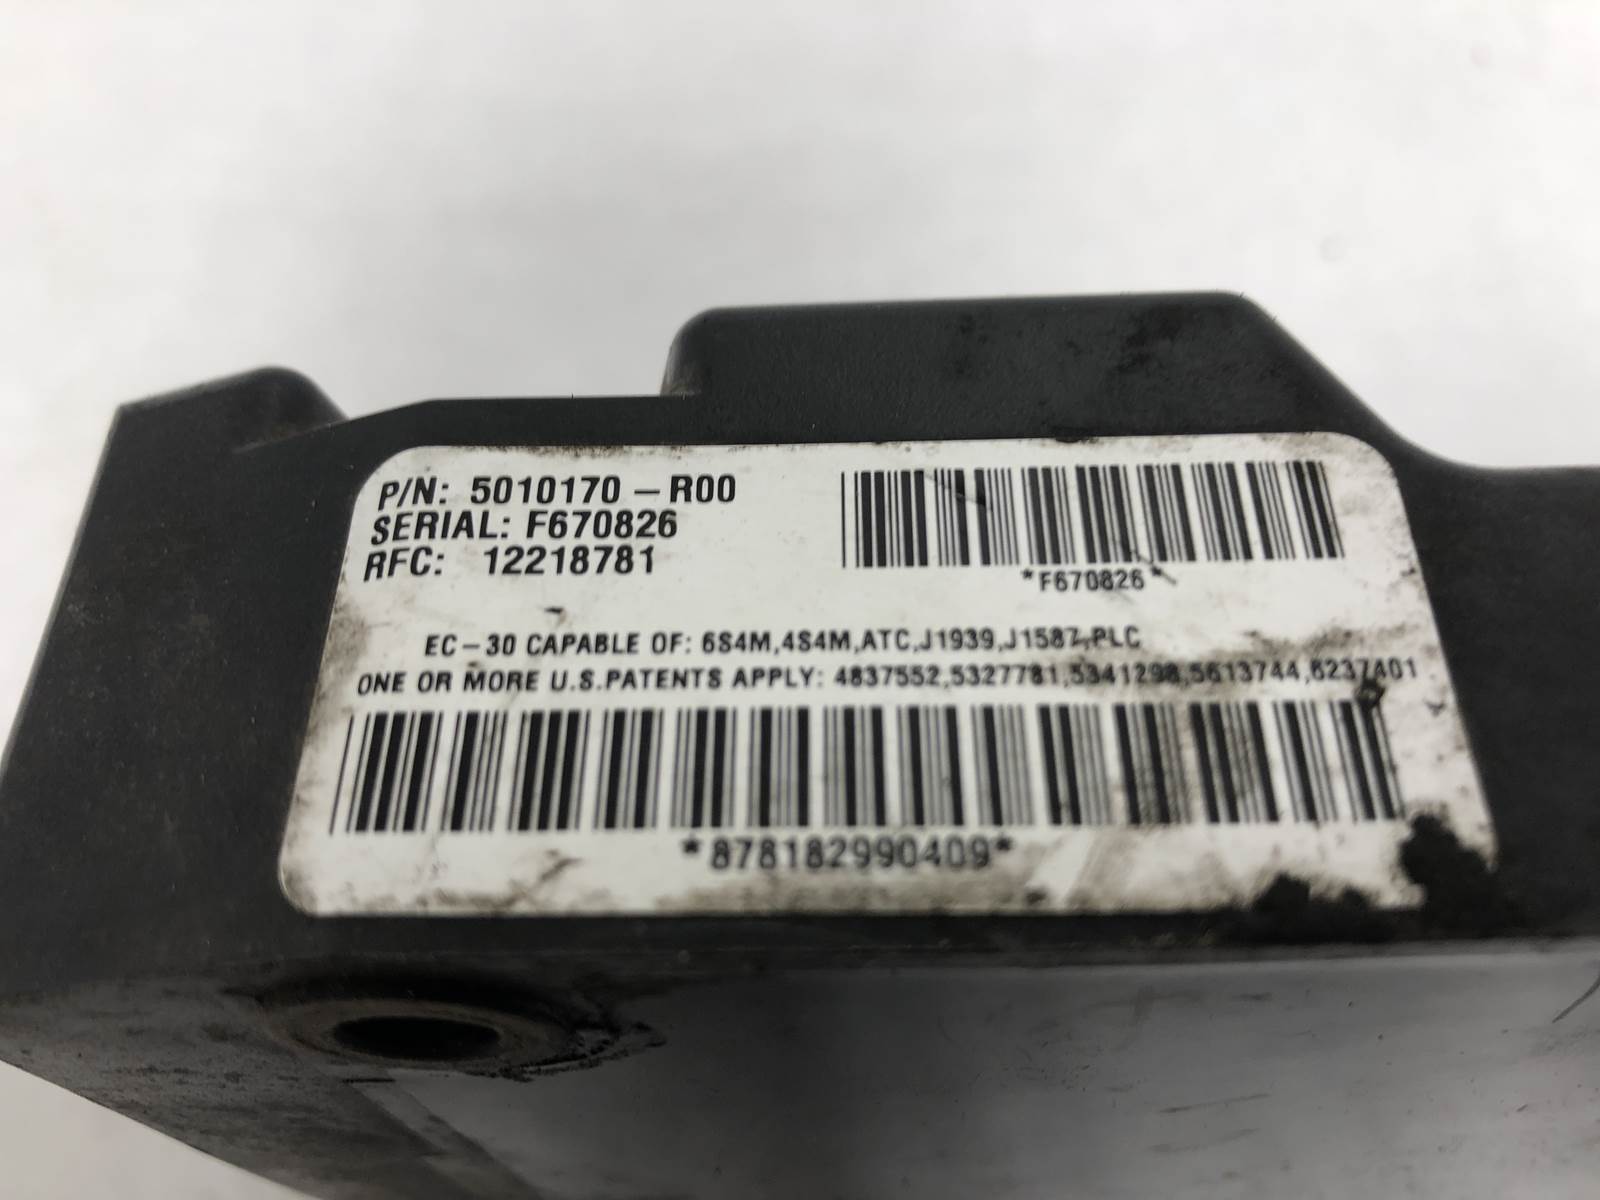 P/N: 5010170-R00
SERIAL: F670826
RFC: 12218781
*F670826*
EC-30 CAPABLE OF: 6S4M,4S4M,ATC,J1939,J1587,PLC
ONE OR MORE U.S.PATENTS APPLY: 4837552,5327781,5341298,5613744,6237401
*878182990409*